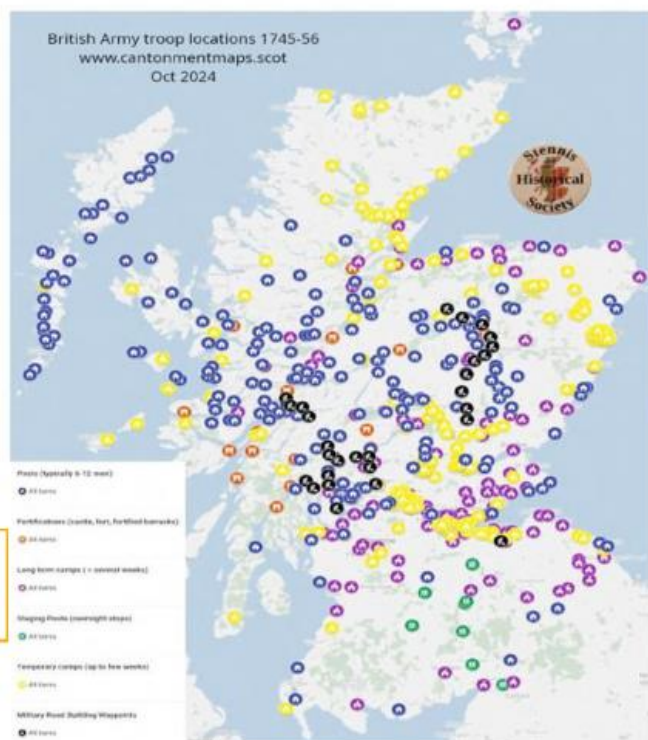 British Army troop locations 1745-56
www.cantonmentmaps.scot
Oct 2024
Stennis
Historical
Society
Posts (typically 6-12 men)
All items
Fortifications (castle, fort, fortified barracks)
All items
Long term camps ( > several weeks)
All items
Staging Posts (overnight stops)
All items
Temporary camps (up to few weeks)
All items
Military Road Building Waypoints
All items